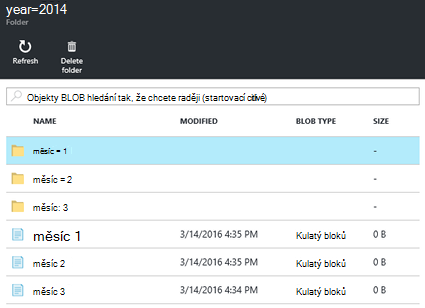 year=2014
Folder
Refresh
Delete folder
Objekty BLOB hledání tak, že chcete raději (startovací
NAME MODIFIED BLOB TYPE SIZE
měsíc = 1 -
měsíc = 2 -
měsíc: 3 -
měsíc 1 3/14/2016 4:35 PM Kulatý bloků 0 B
měsíc 2 3/14/2016 4:35 PM Kulatý bloků 0 B
měsíc 3 3/14/2016 4:34 PM Kulatý bloků 0 B